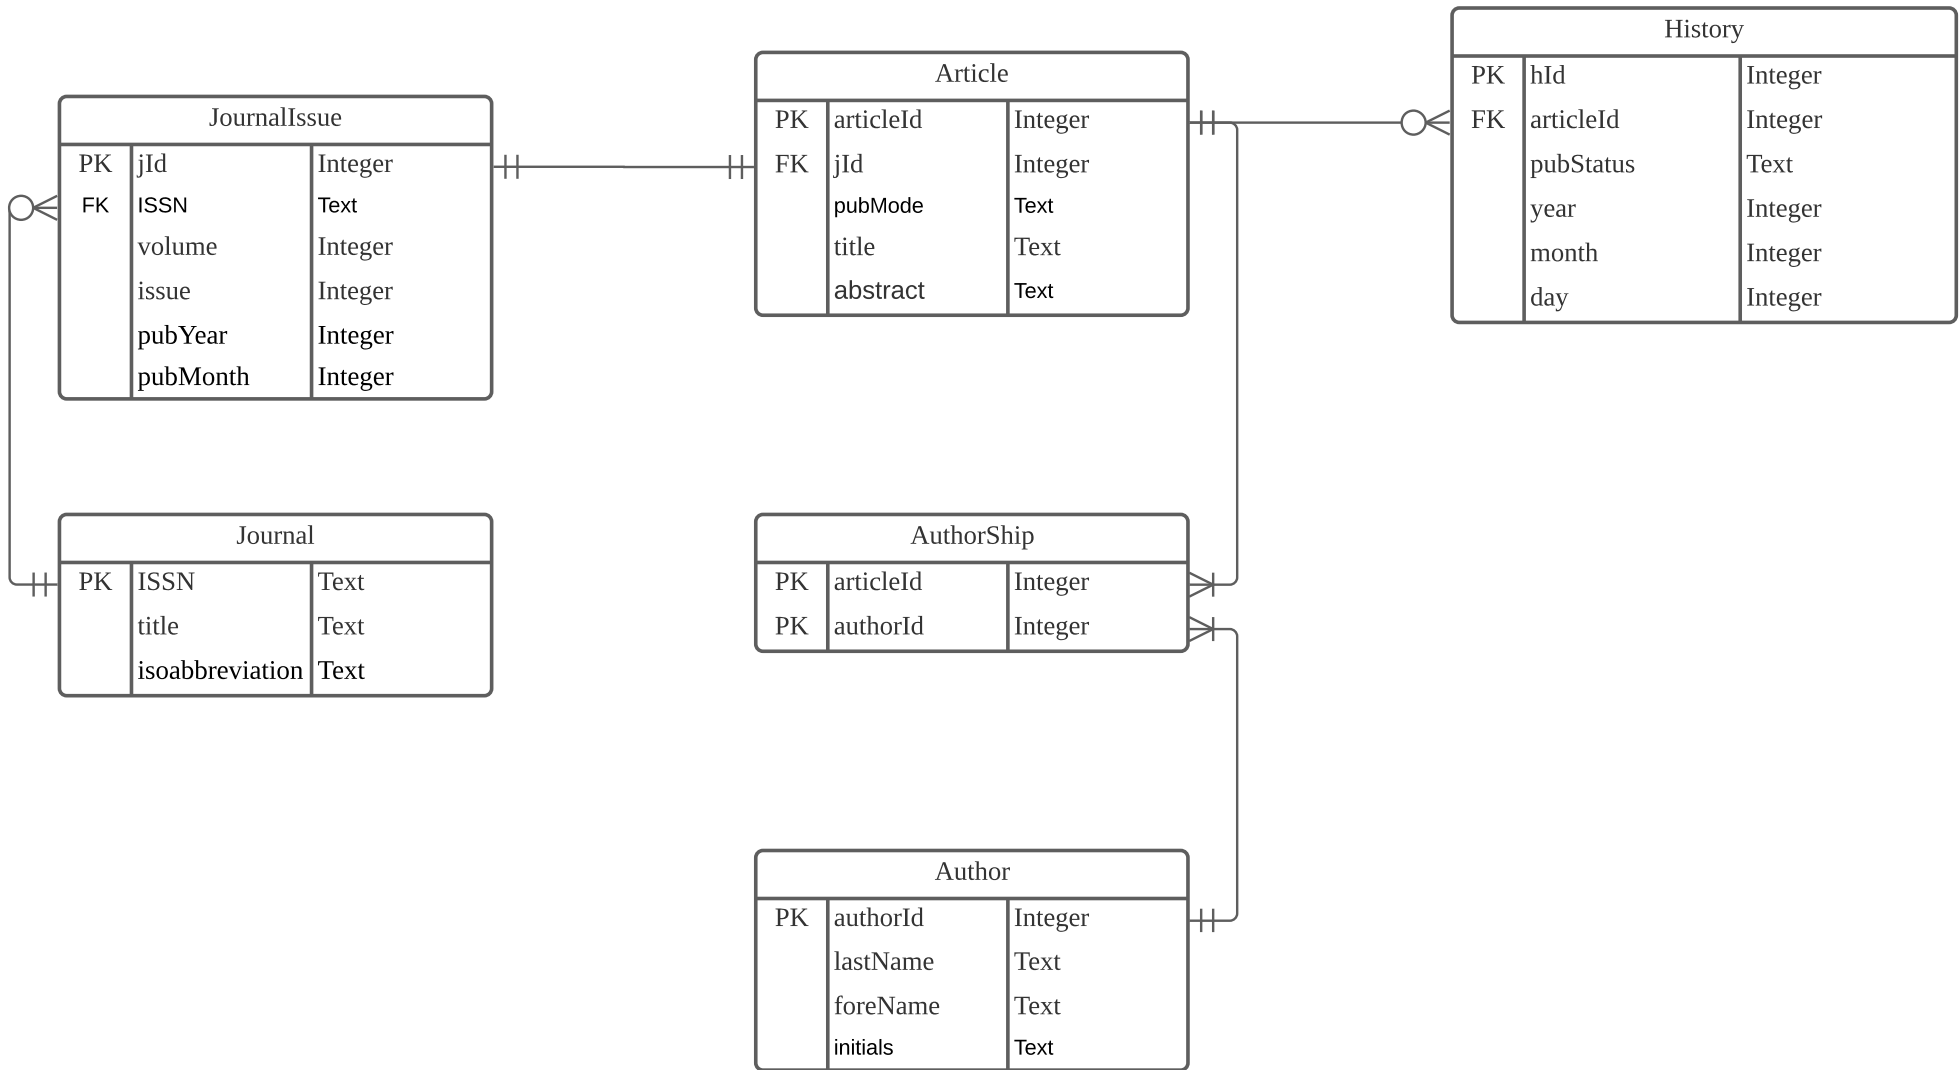 JournalIssue
PK jId Integer
FK ISSN Text
volume Integer
issue Integer
pubYear Integer
pubMonth Integer
Article
PK articleId Integer
FK jId Integer
pubMode Text
title Text
abstract Text
History
PK hId Integer
FK articleId Integer
pubStatus Text
year Integer
month Integer
day Integer
Journal
PK ISSN Text
title Text
isoabbreviation Text
AuthorShip
PK articleId Integer
PK authorId Integer
Author
PK authorId Integer
lastName Text
foreName Text
initials Text